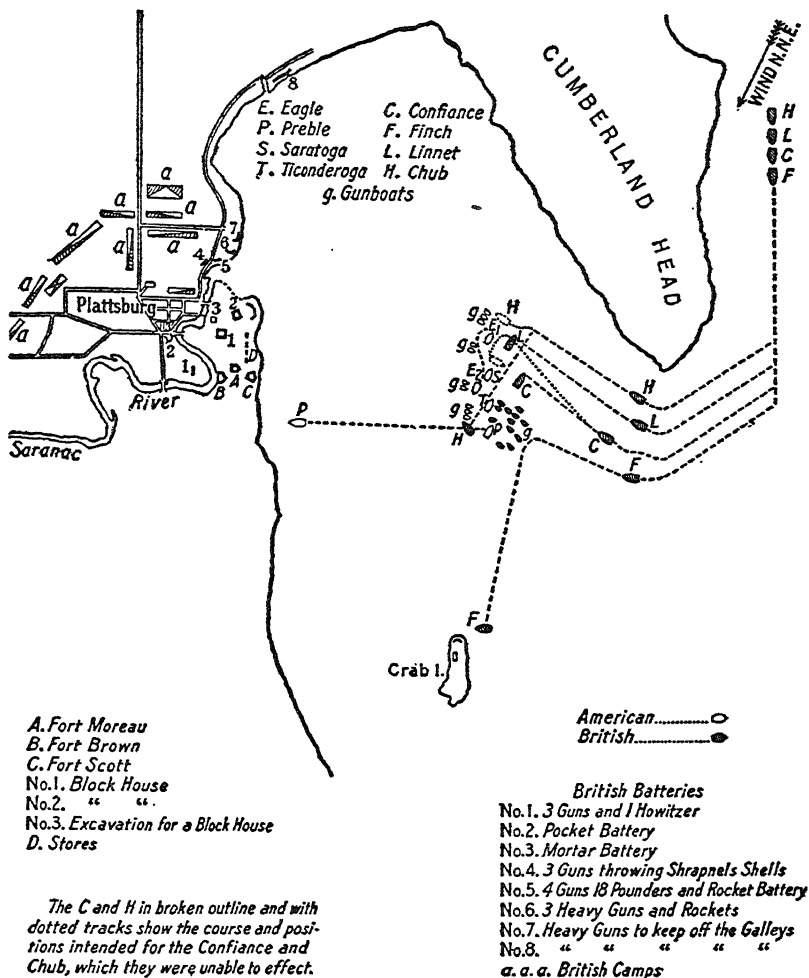 E. Eagle C. Confiance
P. Preble F. Finch
S. Saratoga L. Linnet
T. Ticonderoga H. Chub
g. Gunboats
CUMBERLAND HEAD
WIND N.N.E.
H
L
C
F
8
a
a
a
a
a
a
a
a
7
6
4
5
Plattsburg
3
2
2
1
1
D
A
B
C
River
Saranac
P
g
H
g
E
L
E
S
g
C
T
g
H
P
g
H
L
C
F
F
Crab I.
A. Fort Moreau
B. Fort Brown
C. Fort Scott
No.1. Block House
No.2. “ “
No.3. Excavation for a Block House
D. Stores
The C and H in broken outline and with
dotted tracks show the course and posi-
tions intended for the Confiance and
Chub, which they were unable to effect.
American
British
British Batteries
No.1. 3 Guns and 1 Howitzer
No.2. Pocket Battery
No.3. Mortar Battery
No.4. 3 Guns throwing Shrapnels Shells
No.5. 4 Guns 18 Pounders and Rocket Battery
No.6. 3 Heavy Guns and Rockets
No.7. Heavy Guns to keep off the Galleys
No.8. “ “ “ “ “
a.a.a. British Camps